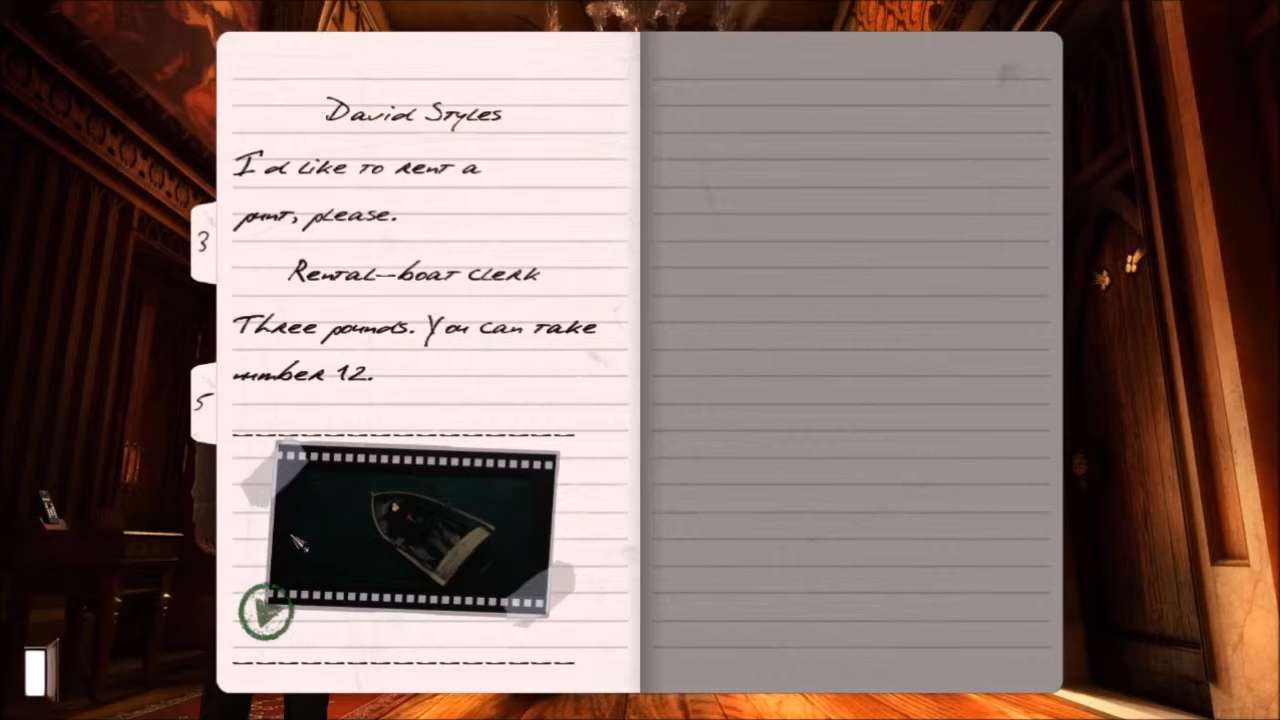 David Styles
I'd like to rent a
punt, please.
3
Rental-boat clerk
Three pounds. You can take
number 12.
5